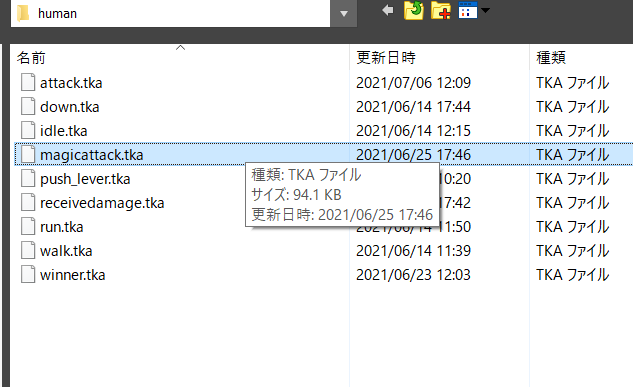 human
名前 更新日時 種類
attack.tka 2021/07/06 12:09 TKA ファイル
down.tka 2021/06/14 17:44 TKA ファイル
idle.tka 2021/06/14 12:15 TKA ファイル
magicattack.tka 2021/06/25 17:46 TKA ファイル
push_lever.tka 10:20 TKA ファイル
receivedamage.tka 17:42 TKA ファイル
run.tka 11:50 TKA ファイル
walk.tka 2021/06/14 11:39 TKA ファイル
winner.tka 2021/06/23 12:03 TKA ファイル
種類: TKA ファイル
サイズ: 94.1 KB
更新日時: 2021/06/25 17:46